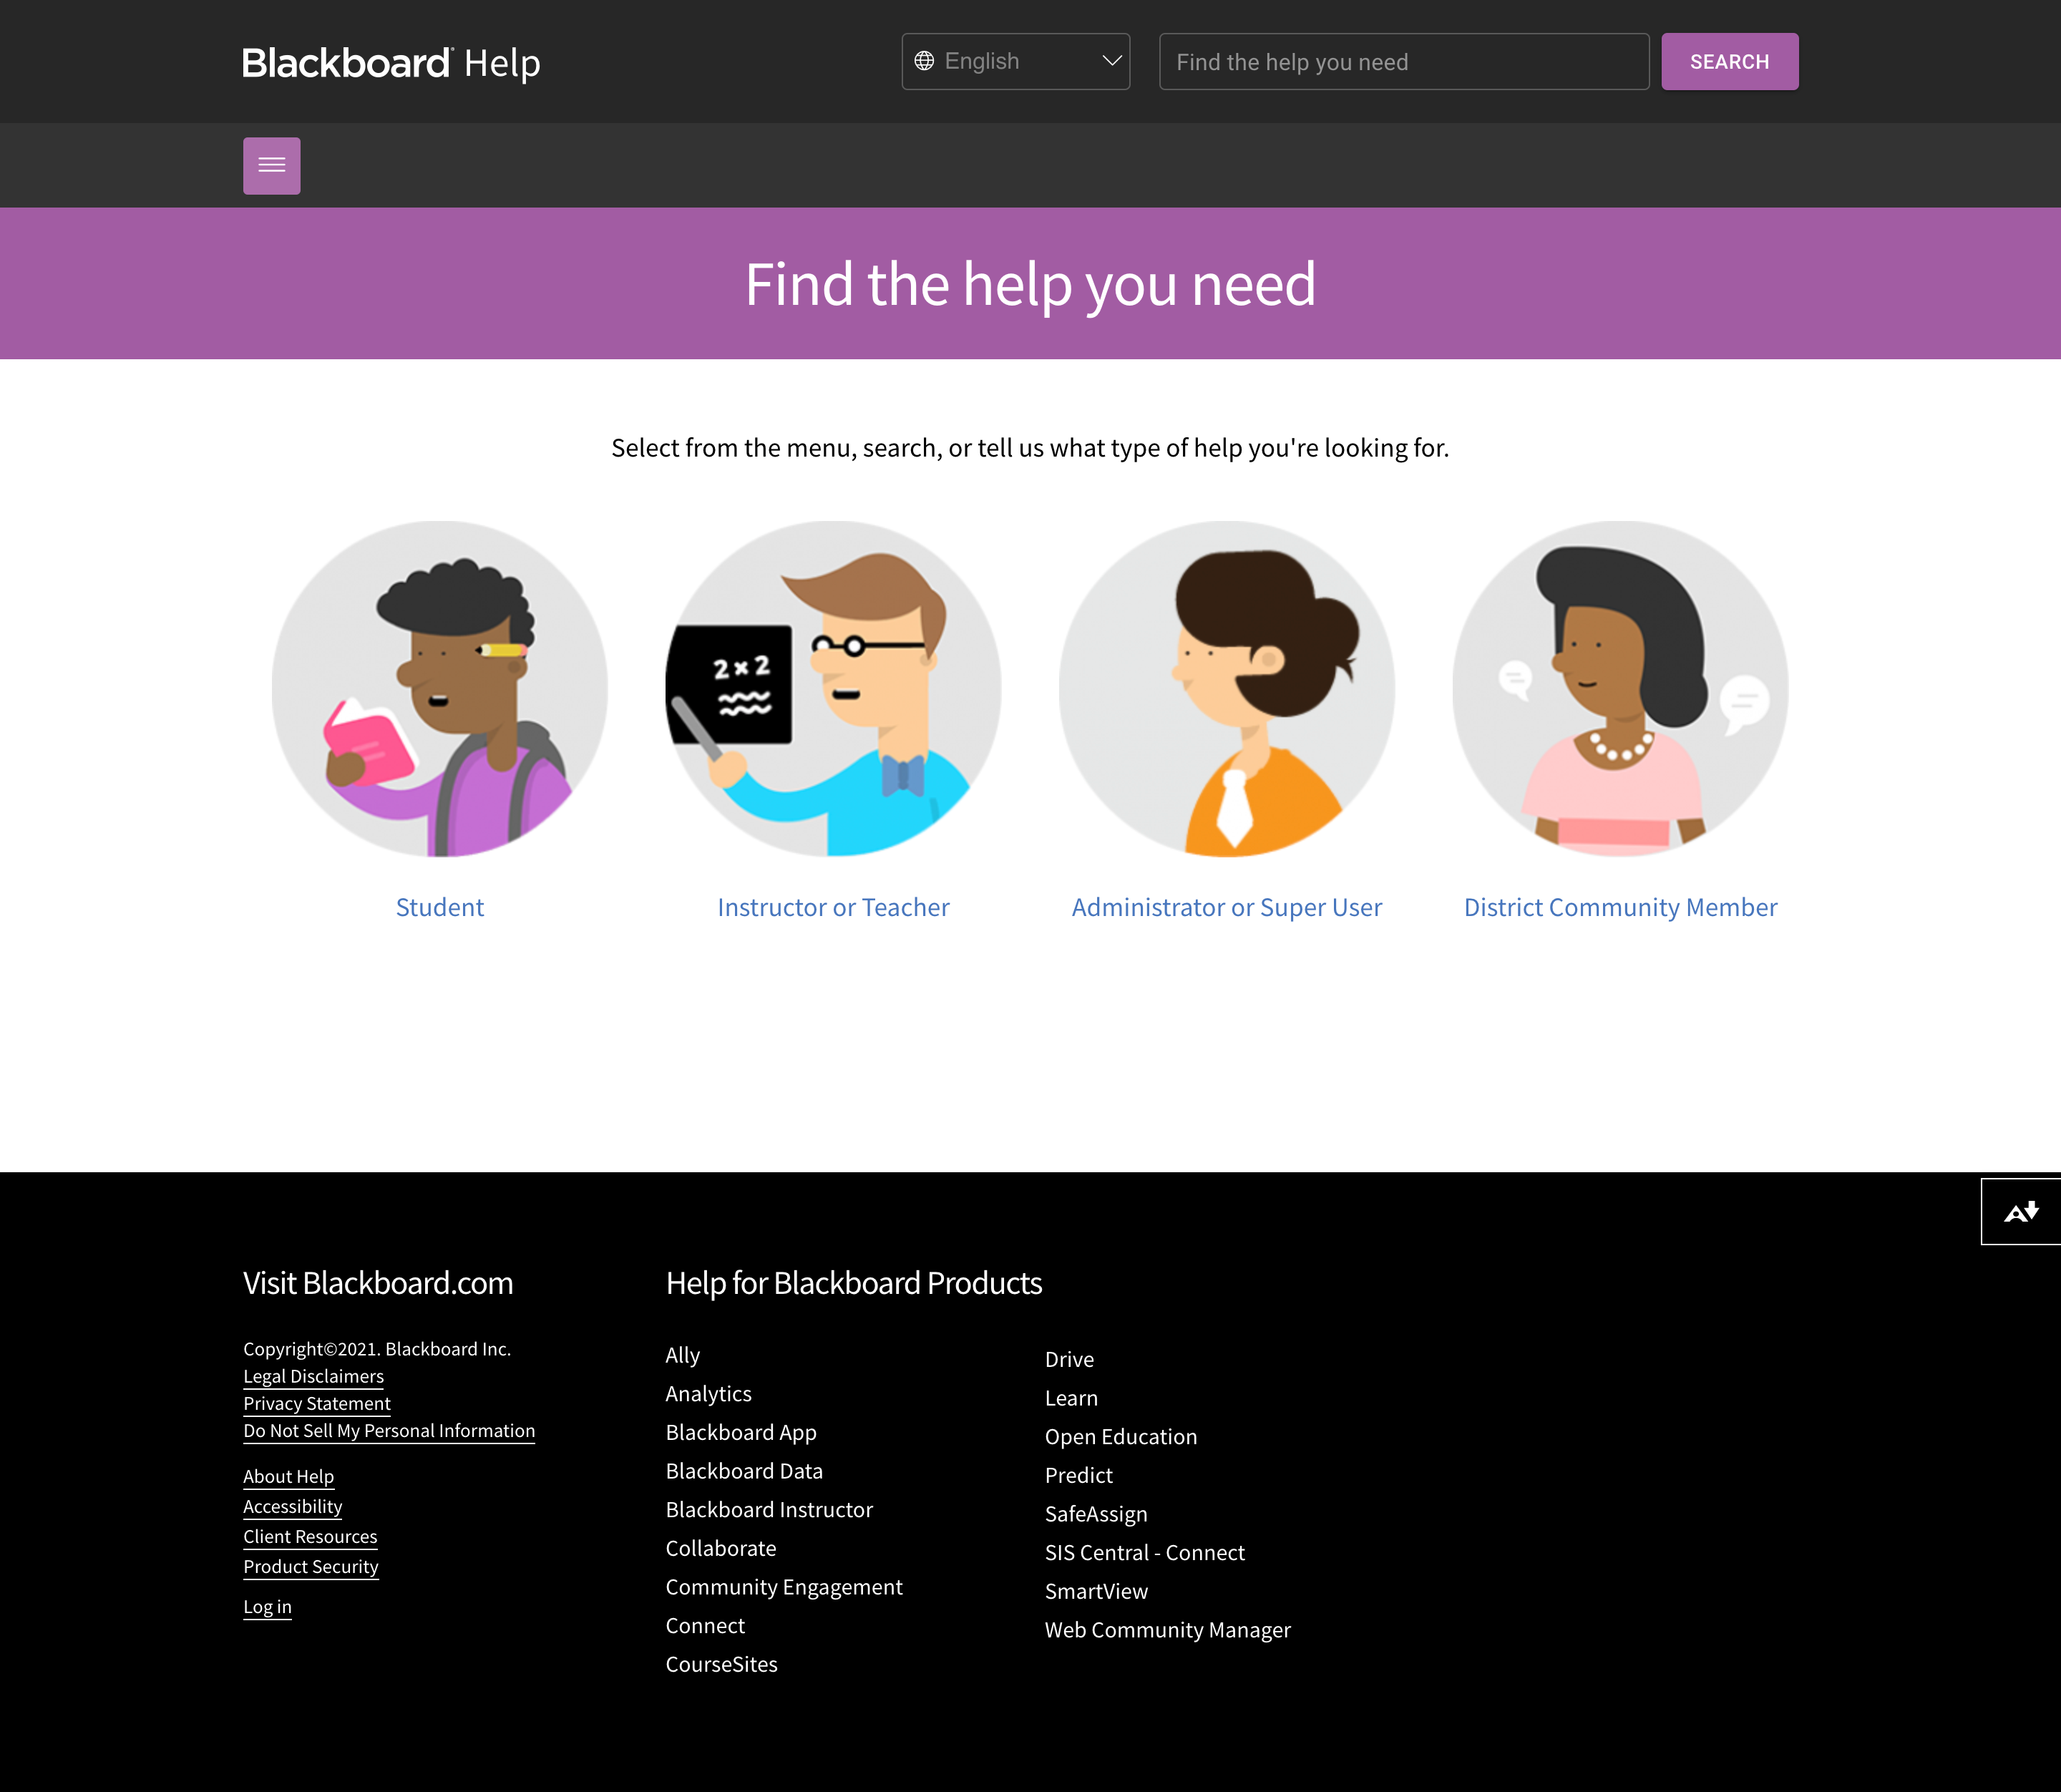 Blackboard Help
English
Find the help you need
SEARCH
Find the help you need
Select from the menu, search, or tell us what type of help you're looking for.
2 × 2
Student
Instructor or Teacher
Administrator or Super User
District Community Member
Visit Blackboard.com
Copyright©2021. Blackboard Inc.
Legal Disclaimers
Privacy Statement
Do Not Sell My Personal Information
About Help
Accessibility
Client Resources
Product Security
Log in
Help for Blackboard Products
Ally
Analytics
Blackboard App
Blackboard Data
Blackboard Instructor
Collaborate
Community Engagement
Connect
CourseSites
Drive
Learn
Open Education
Predict
SafeAssign
SIS Central - Connect
SmartView
Web Community Manager